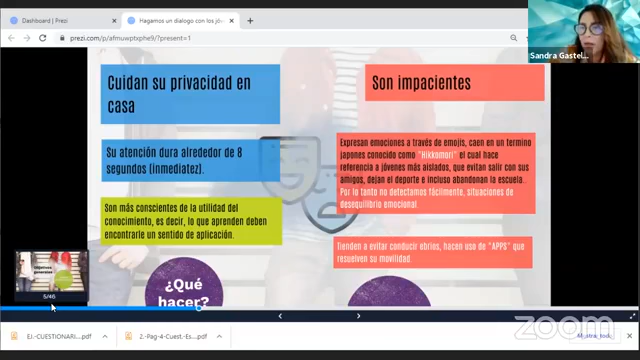 Dashboard | Prezi
Hagamos un dialogo con los jó
prezi.com/p/afmuwptxphe9/?present=1
Sandra Gastel...
Cuidan su privacidad en
casa
Su atención dura alrededor de 8
segundos (inmediatez).
Son más conscientes de la utilidad del
conocimiento, es decir, lo que aprenden deben
encontrarle un sentido de aplicación.
¿Qué
hacer?
Son impacientes
Expresan emociones a través de emojis, caen en un termino
japones conocido como "Hikkomori" el cual hace
referencia a jóvenes más aislados, que evitan salir con sus
amigos, dejan el deporte e incluso abandonan la escuela..
Por lo tanto no detectamos fácilmente, situaciones de
desequilibrio emocional.
Tienden a evitar conducir ebrios, hacen uso de "APPS" que
resuelven su movilidad.
Objetivos
generales
5/46
EJ.-CUESTIONARI....pdf
2.-Pag-4-Cuest.-Es....pdf
Mostrar todo
zoom